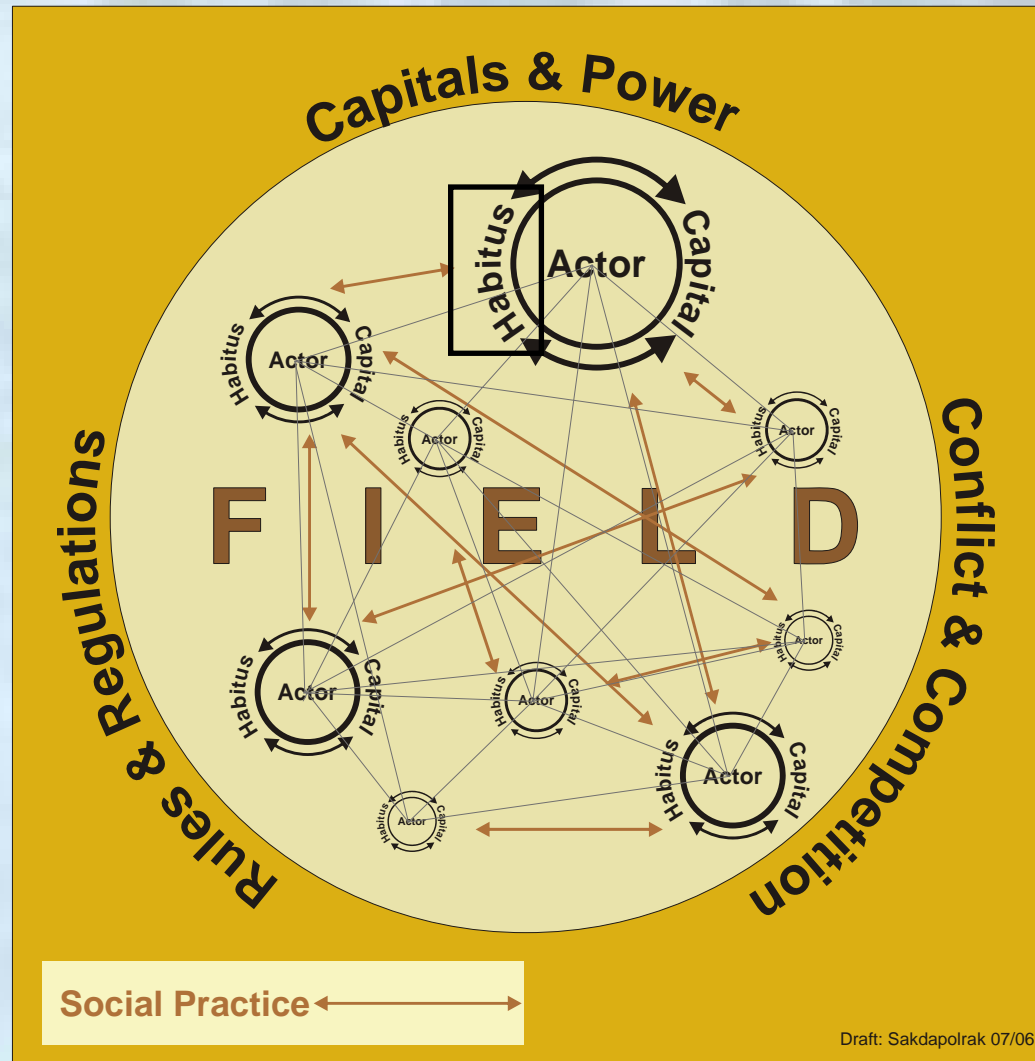 Capitals & Power
Habitus
Actor
Capital
Habitus
Actor
Capital
Habitus
Actor
Capital
Habitus
Actor
Capital
FIELD
Rules & Regulations
Conflict & Competition
Habitus
Actor
Capital
Habitus
Actor
Capital
Habitus
Actor
Capital
Habitus
Actor
Capital
Habitus
Actor
Capital
Social Practice
Draft: Sakdapolrak 07/06